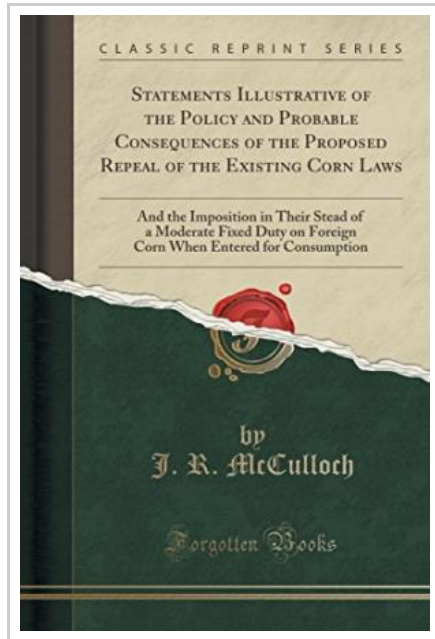 CLASSIC REPRINT SERIES
STATEMENTS ILLUSTRATIVE OF
THE POLICY AND PROBABLE
CONSEQUENCES OF THE PROPOSED
REPEAL OF THE EXISTING CORN LAWS
And the Imposition in Their Stead of
a Moderate Fixed Duty on Foreign
Corn When Entered for Consumption
by
J. R. McCulloch
Forgotten Books